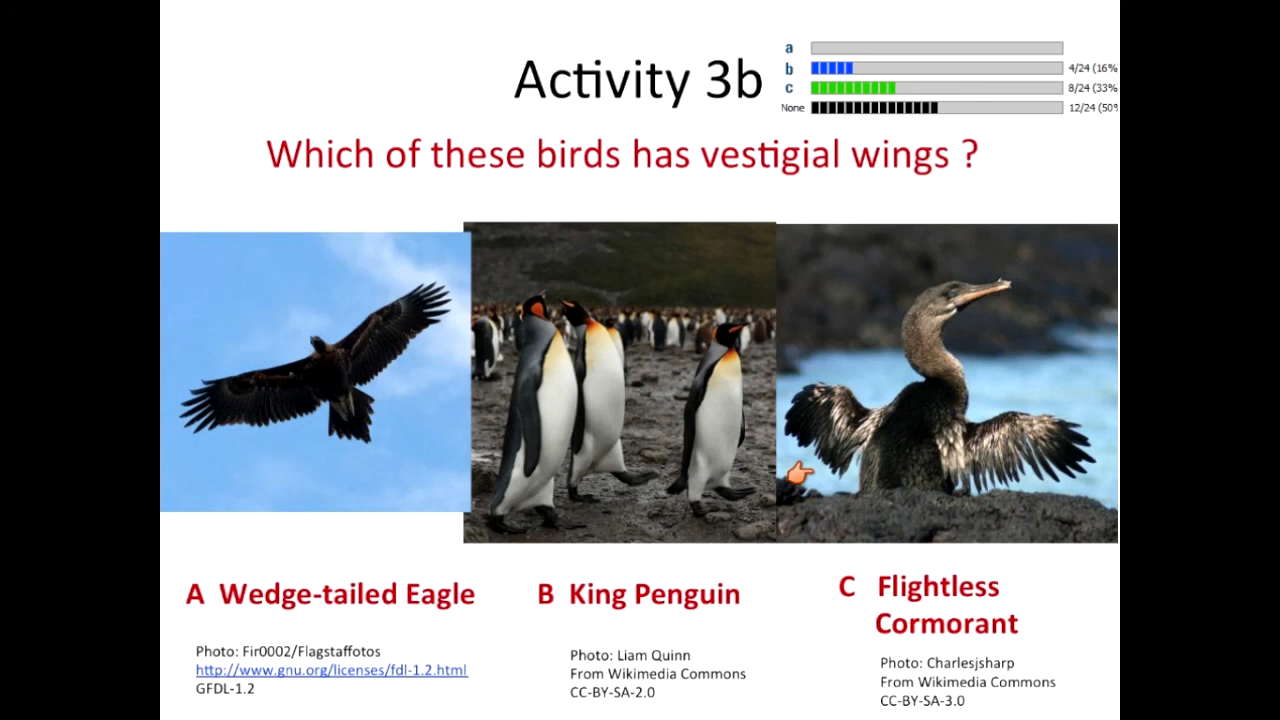 Activity 3b
a
b 4/24 (16%
c 8/24 (33%
None 12/24 (50%
Which of these birds has vestigial wings ?
A Wedge-tailed Eagle
Photo: Fir0002/Flagstaffotos
http://www.gnu.org/licenses/fdl-1.2.html
GFDL-1.2
B King Penguin
Photo: Liam Quinn
From Wikimedia Commons
CC-BY-SA-2.0
C Flightless
Cormorant
Photo: Charlesjsharp
From Wikimedia Commons
CC-BY-SA-3.0